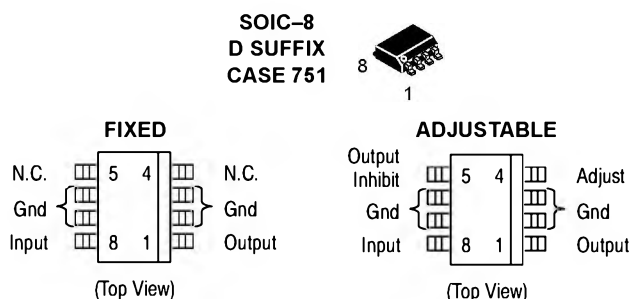 SOIC–8
D SUFFIX
CASE 751
8
1
FIXED
N.C. 5 4 N.C.
Gnd Gnd
Input 8 1 Output
(Top View)
ADJUSTABLE
Output
Inhibit 5 4 Adjust
Gnd Gnd
Input 8 1 Output
(Top View)